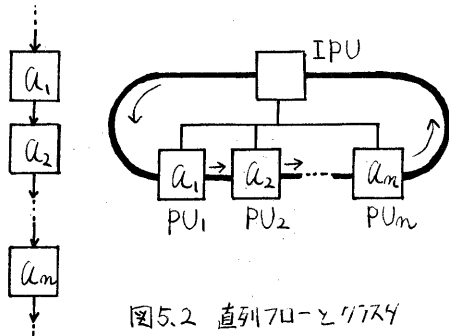 a₁
a₂
aₙ
IPU
a₁ a₂ aₙ
PU₁ PU₂ PUₙ
図5.2 直列フローとクラスタ